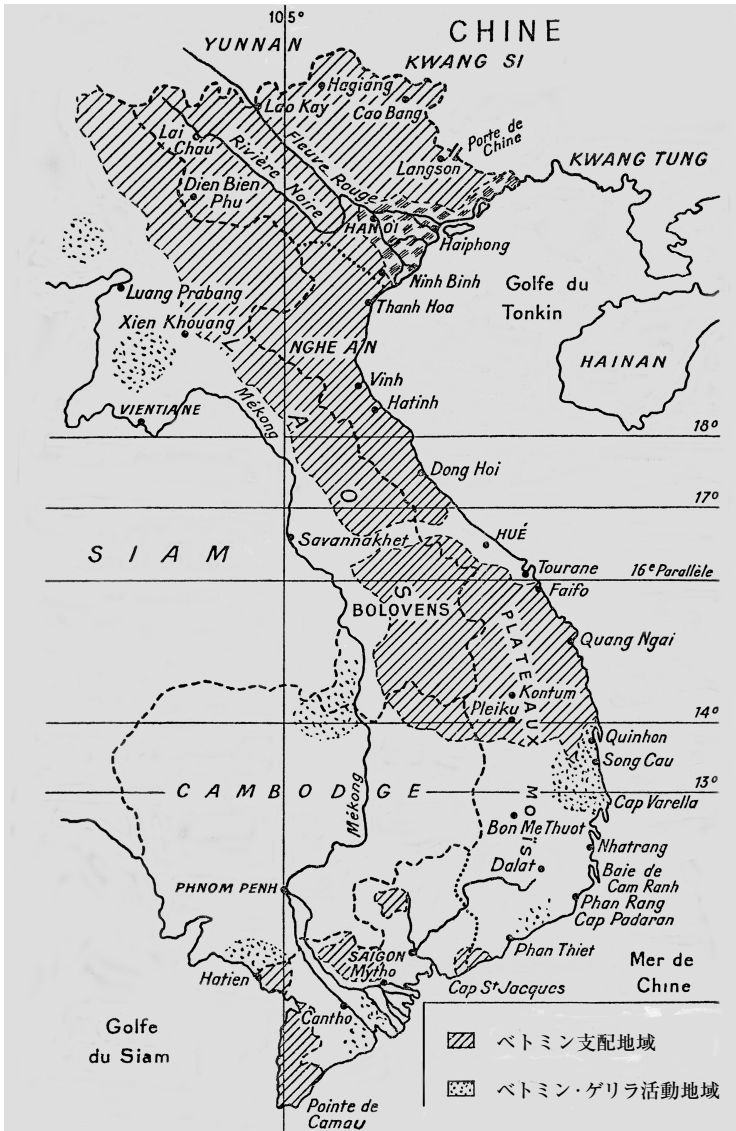 105°
YUNNAN
CHINE
KWANG SI
Hagiang
Lao Kay
Cao Bang
Lai
Chau
Rivière Noire
Fleuve Rouge
Langson
Porte de
Chine
KWANG TUNG
Dien Bien
Phu
HANOI
Haiphong
Ninh Binh
Luang Prabang
Thanh Hoa
Golfe du
Tonkin
Xien Khouang
NGHE AN
HAINAN
Vinh
Hatinh
VIENTIANE
Mékong
LAOS
18°
Dong Hoi
17°
SIAM
Savannakhet
HUÉ
Tourane
16e Parallèle
Faifo
BOLOVENS
PLATEAUX MOÏS
Quang Ngai
Kontum
Pleiku
14°
Quinhon
Song Cau
CAMBODGE
13°
Mékong
Cap Varella
Bon Me Thuot
Nhatrang
Dalat
Baie de
Cam Ranh
PHNOM PENH
Phan Rang
Cap Padaran
Phan Thiet
SAIGON
Mytho
Mer de
Chine
Hatien
Cap St Jacques
Cantho
Golfe
du Siam
Pointe de
Camau
ベトミン支配地域
ベトミン・ゲリラ活動地域